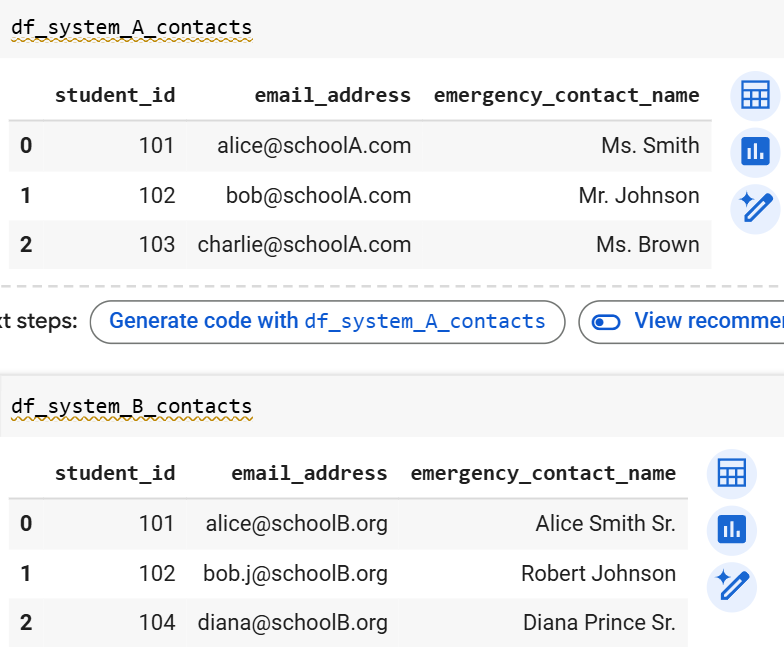 df_system_A_contacts
student_id email_address emergency_contact_name
0 101 alice@schoolA.com Ms. Smith
1 102 bob@schoolA.com Mr. Johnson
2 103 charlie@schoolA.com Ms. Brown
steps: Generate code with df_system_A_contacts View
df_system_B_contacts
student_id email_address emergency_contact_name
0 101 alice@schoolB.org Alice Smith Sr.
1 102 bob.j@schoolB.org Robert Johnson
2 104 diana@schoolB.org Diana Prince Sr.